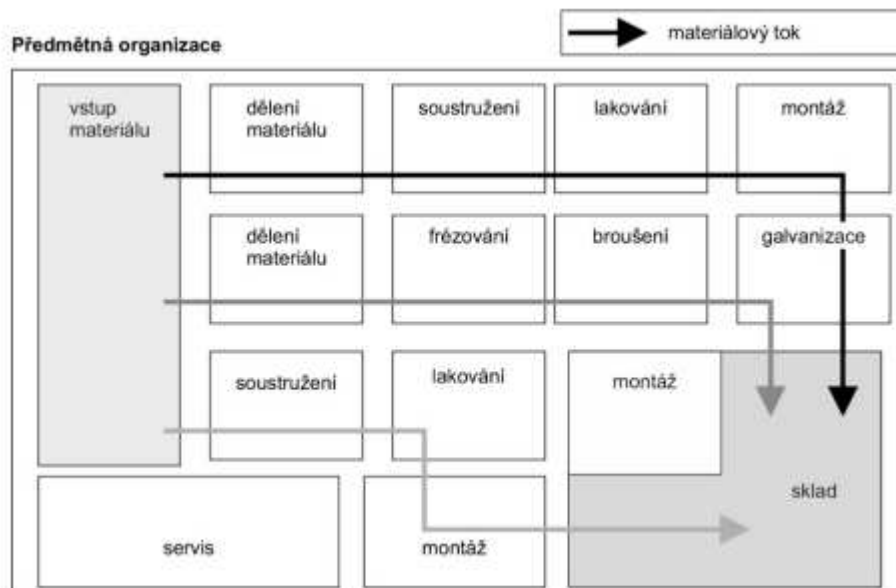 materiálový tok
Předmětná organizace
vstup
materiálu
dělení
materiálu
soustružení
lakování
montáž
dělení
materiálu
frézování
broušení
galvanizace
soustružení
lakování
montáž
sklad
servis
montáž